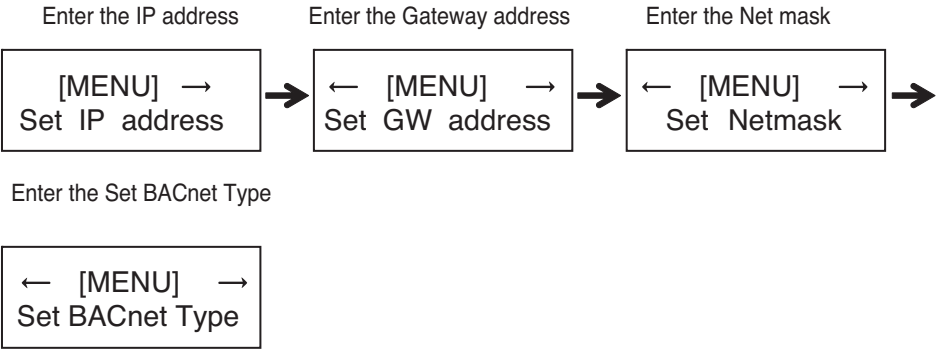 Enter the IP address
Enter the Gateway address
Enter the Net mask
[MENU] →
Set IP address
← [MENU] →
Set GW address
← [MENU] →
Set Netmask
Enter the Set BACnet Type
← [MENU] →
Set BACnet Type